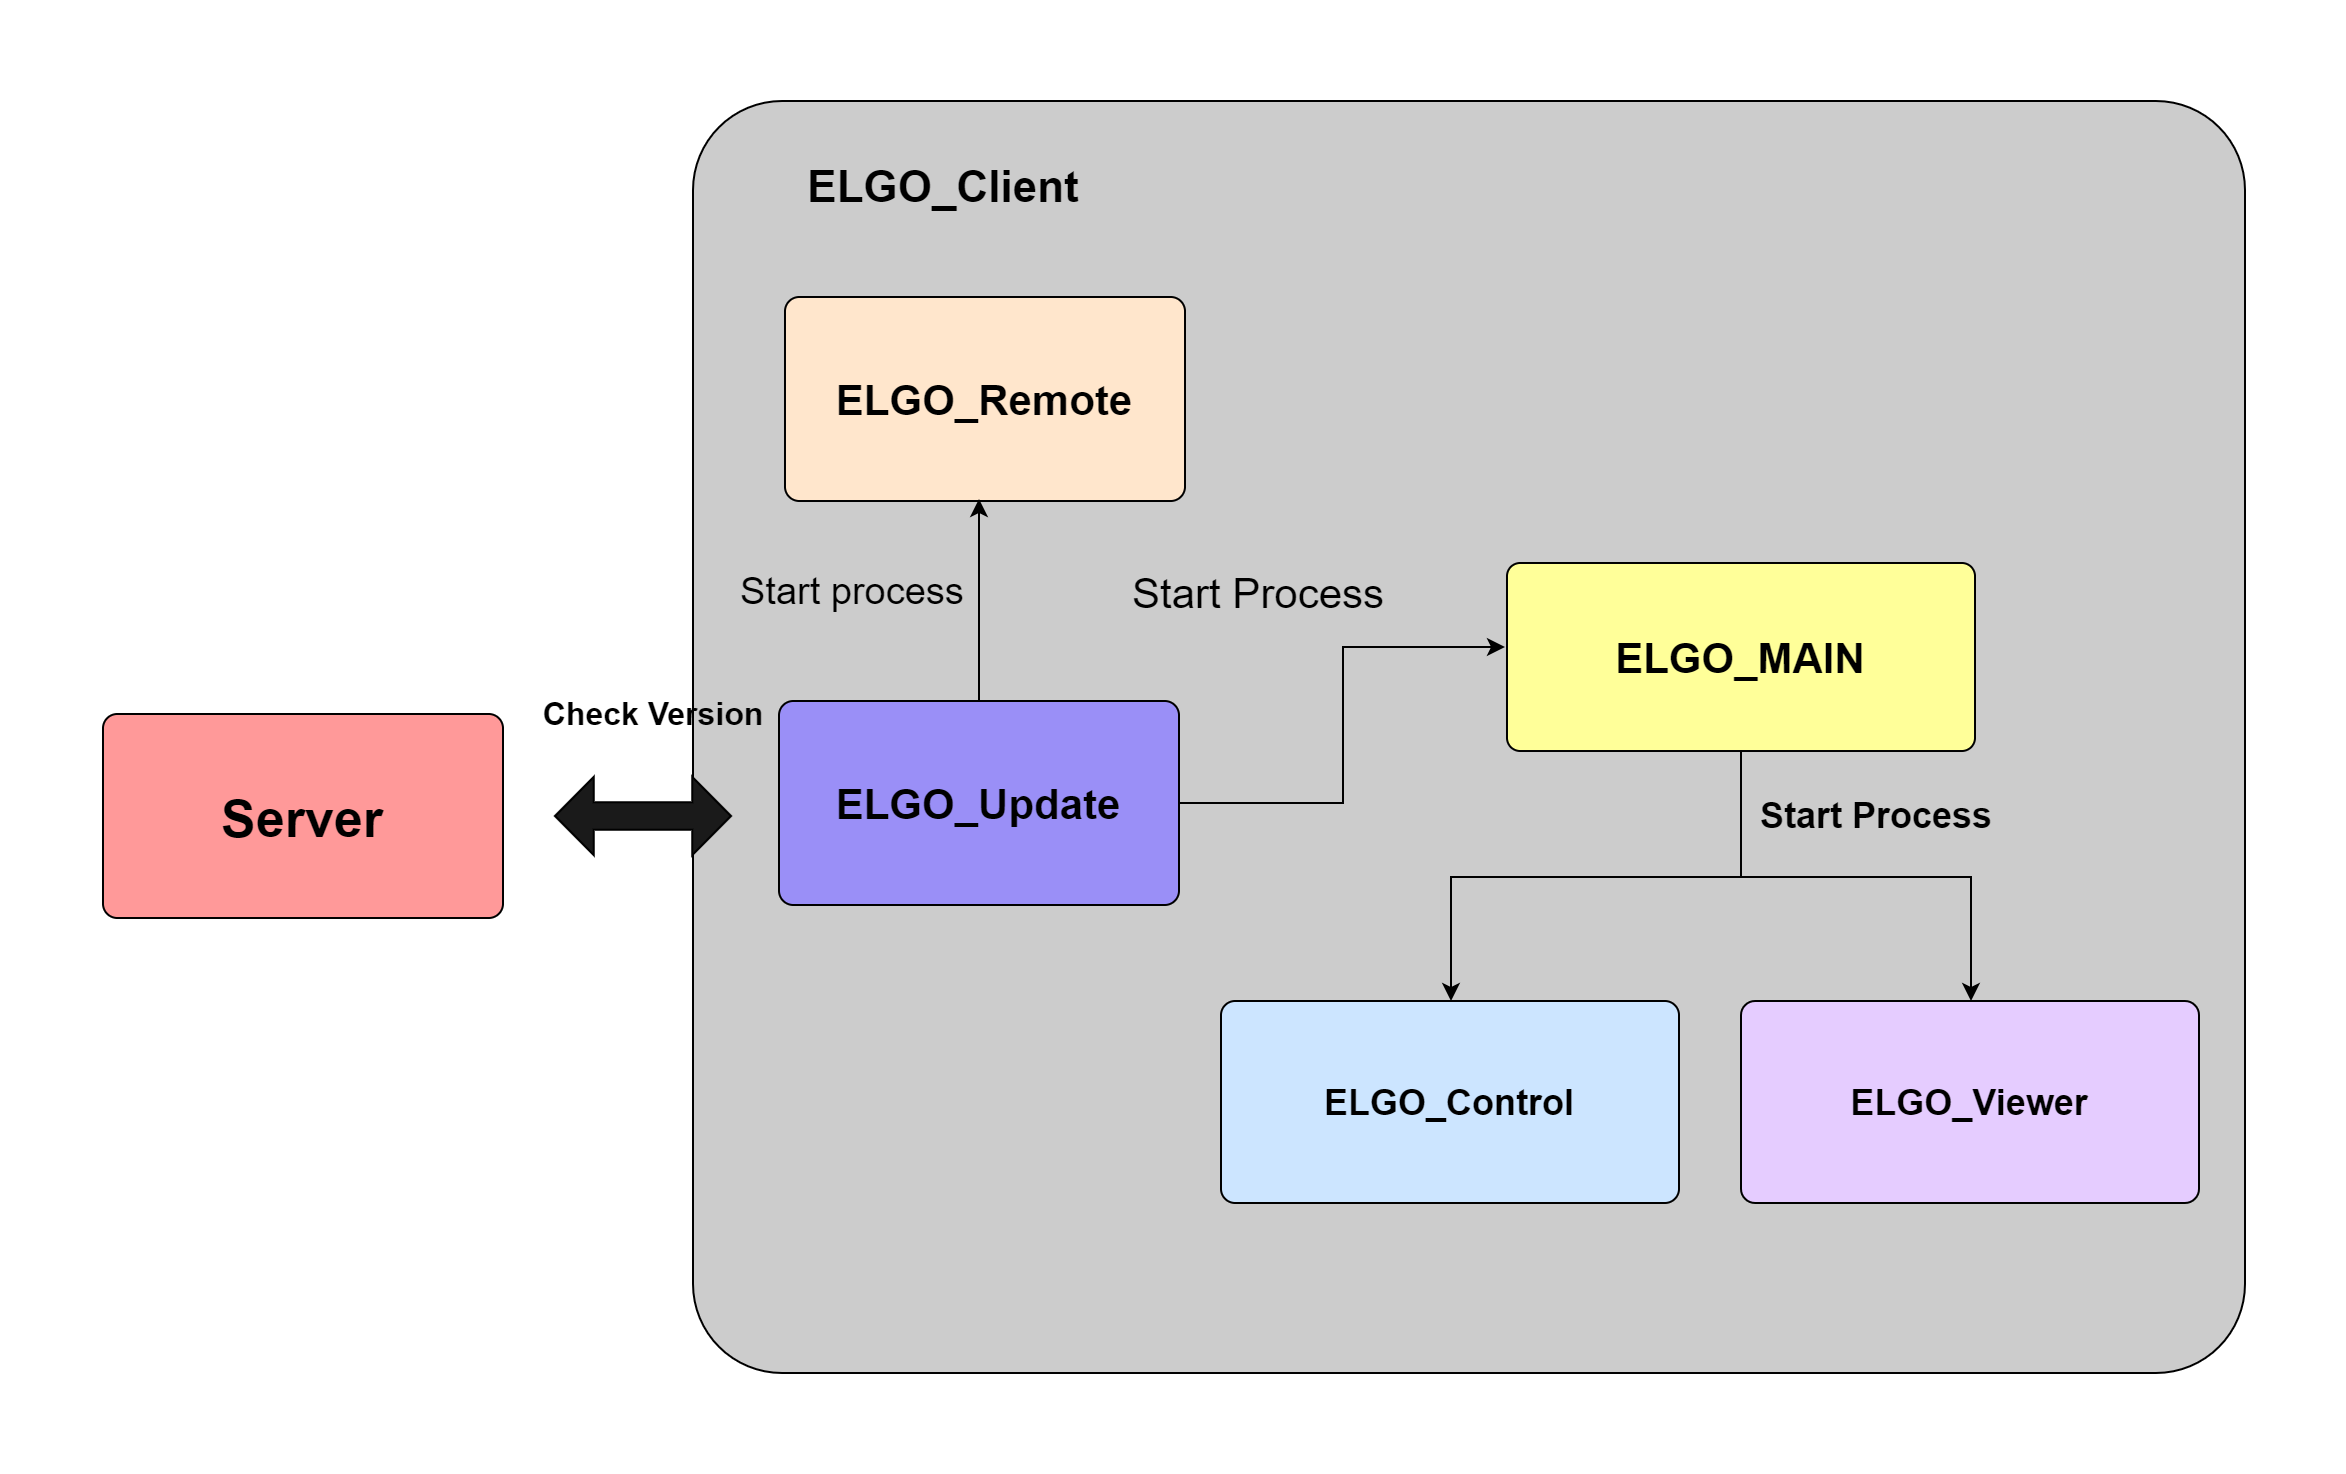 ELGO_Client
ELGO_Remote
Start process
Start Process
ELGO_MAIN
Check Version
Server
ELGO_Update
Start Process
ELGO_Control
ELGO_Viewer